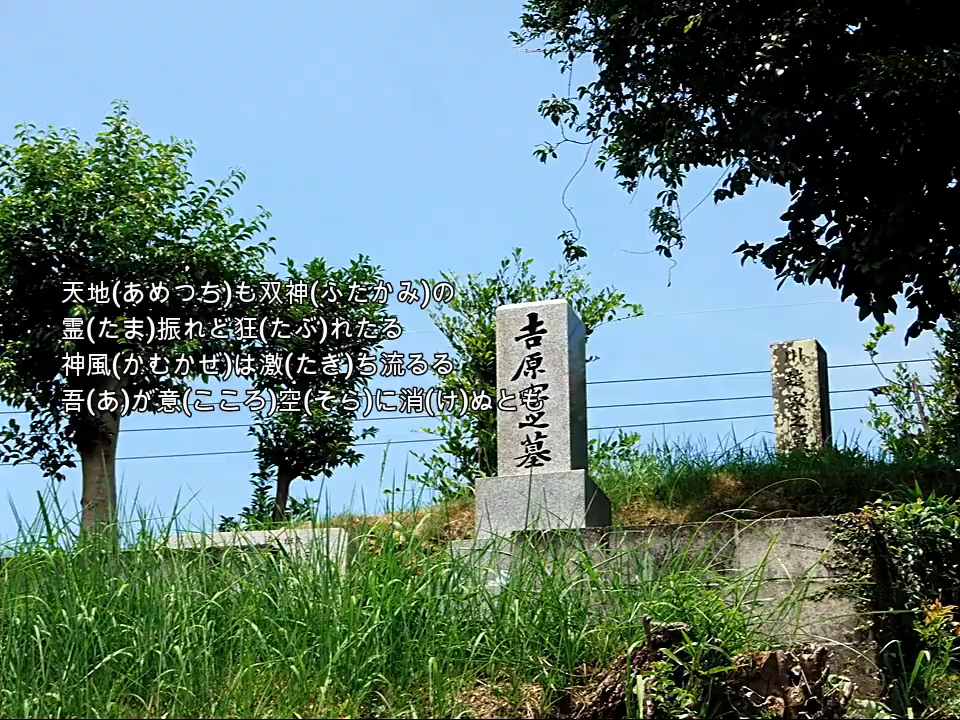 天地(あめつち)も双神(ふたかみ)の
霊(たま)振れど狂(たぶ)れたる
神風(かむかぜ)は激(たぎ)ち流るる
吾(あ)が意(こころ)空(そら)に消(け)ぬとも
吉原寅之墓